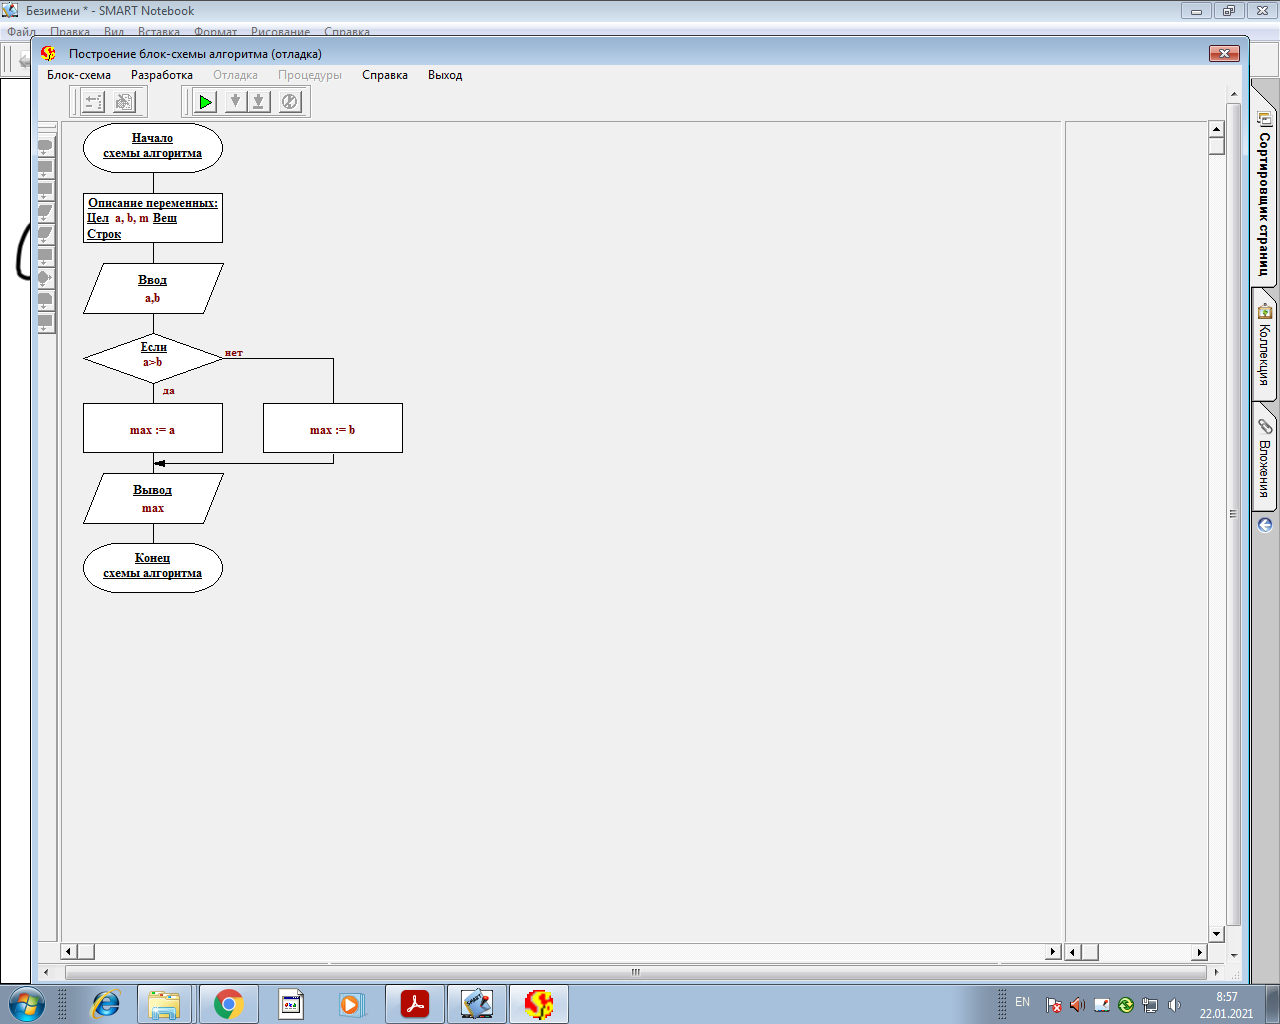 Безимени * - SMART Notebook
Файл Правка Вид Вставка Формат Рисование Справка
Построение блок-схемы алгоритма (отладка)
Блок-схема Разработка Отладка Процедуры Справка Выход
Начало
схемы алгоритма
Описание переменных:
Цел a, b, m Вещ
Строк
Ввод
a,b
Если
a>b
нет
да
max := a
max := b
Вывод
max
Конец
схемы алгоритма
Сортировщик страниц
Коллекция
Вложения
EN
8:57
22.01.2021